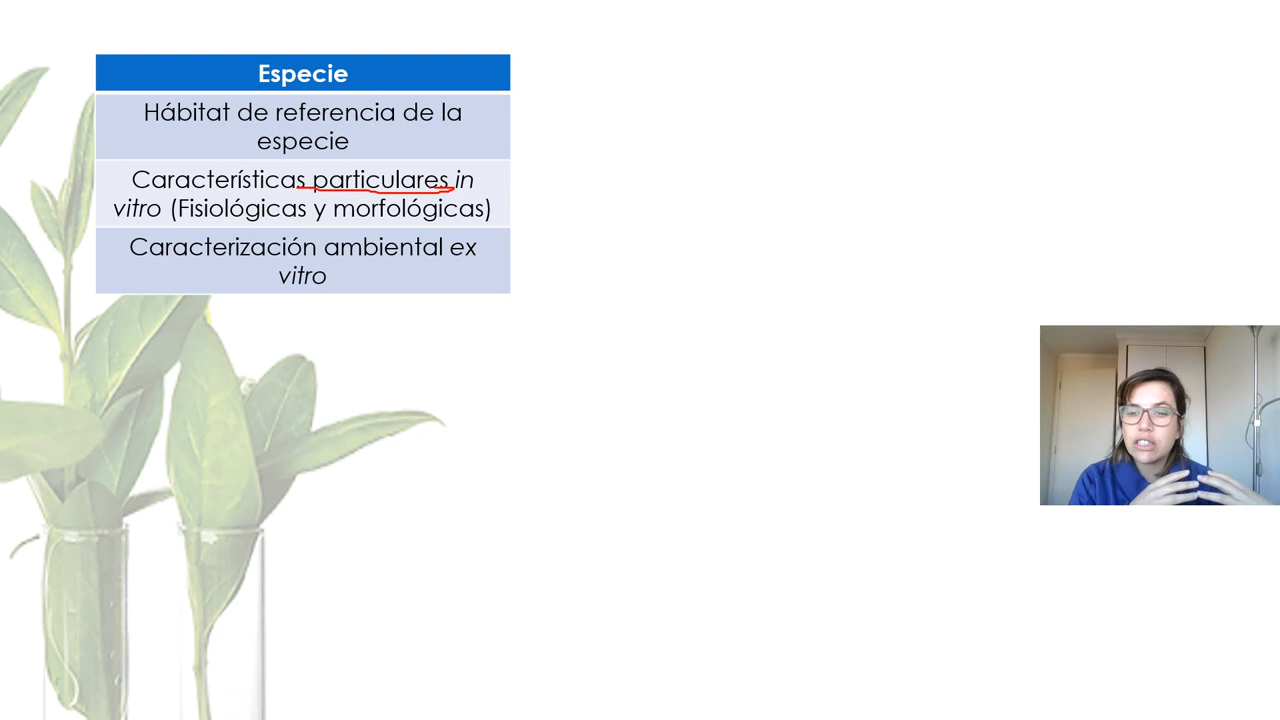 Especie
Hábitat de referencia de la
especie
Características particulares in
vitro (Fisiológicas y morfológicas)
Caracterización ambiental ex
vitro